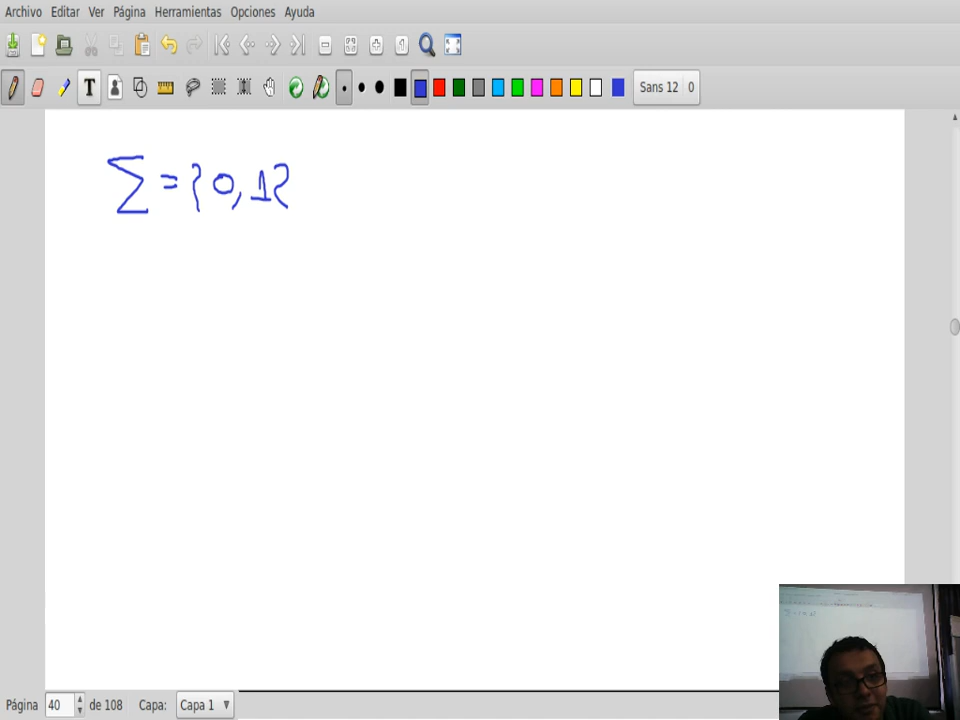 Archivo Editar Ver Página Herramientas Opciones Ayuda
T Sans 12 0
Σ = {0, 1}
Página 40 de 108 Capa: Capa 1